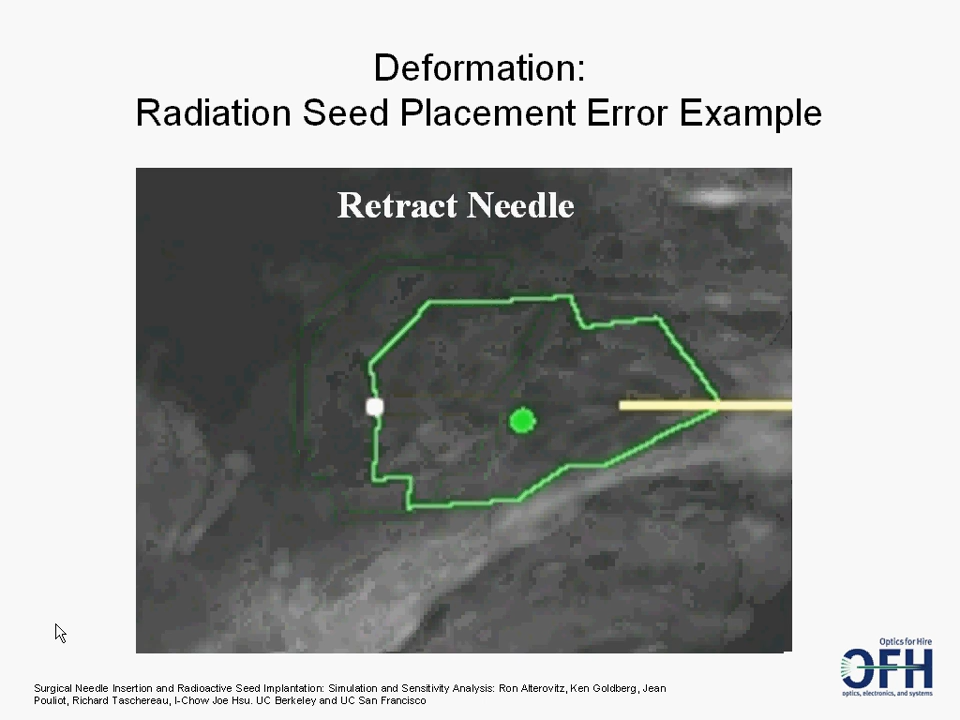 Deformation:
Radiation Seed Placement Error Example
Retract Needle
Optics for Hire
OFH
optics, electronics, and systems
Surgical Needle Insertion and Radioactive Seed Implantation: Simulation and Sensitivity Analysis: Ron Alterovitz, Ken Goldberg, Jean
Pouliot, Richard Taschereau, I-Chow Joe Hsu. UC Berkeley and UC San Francisco